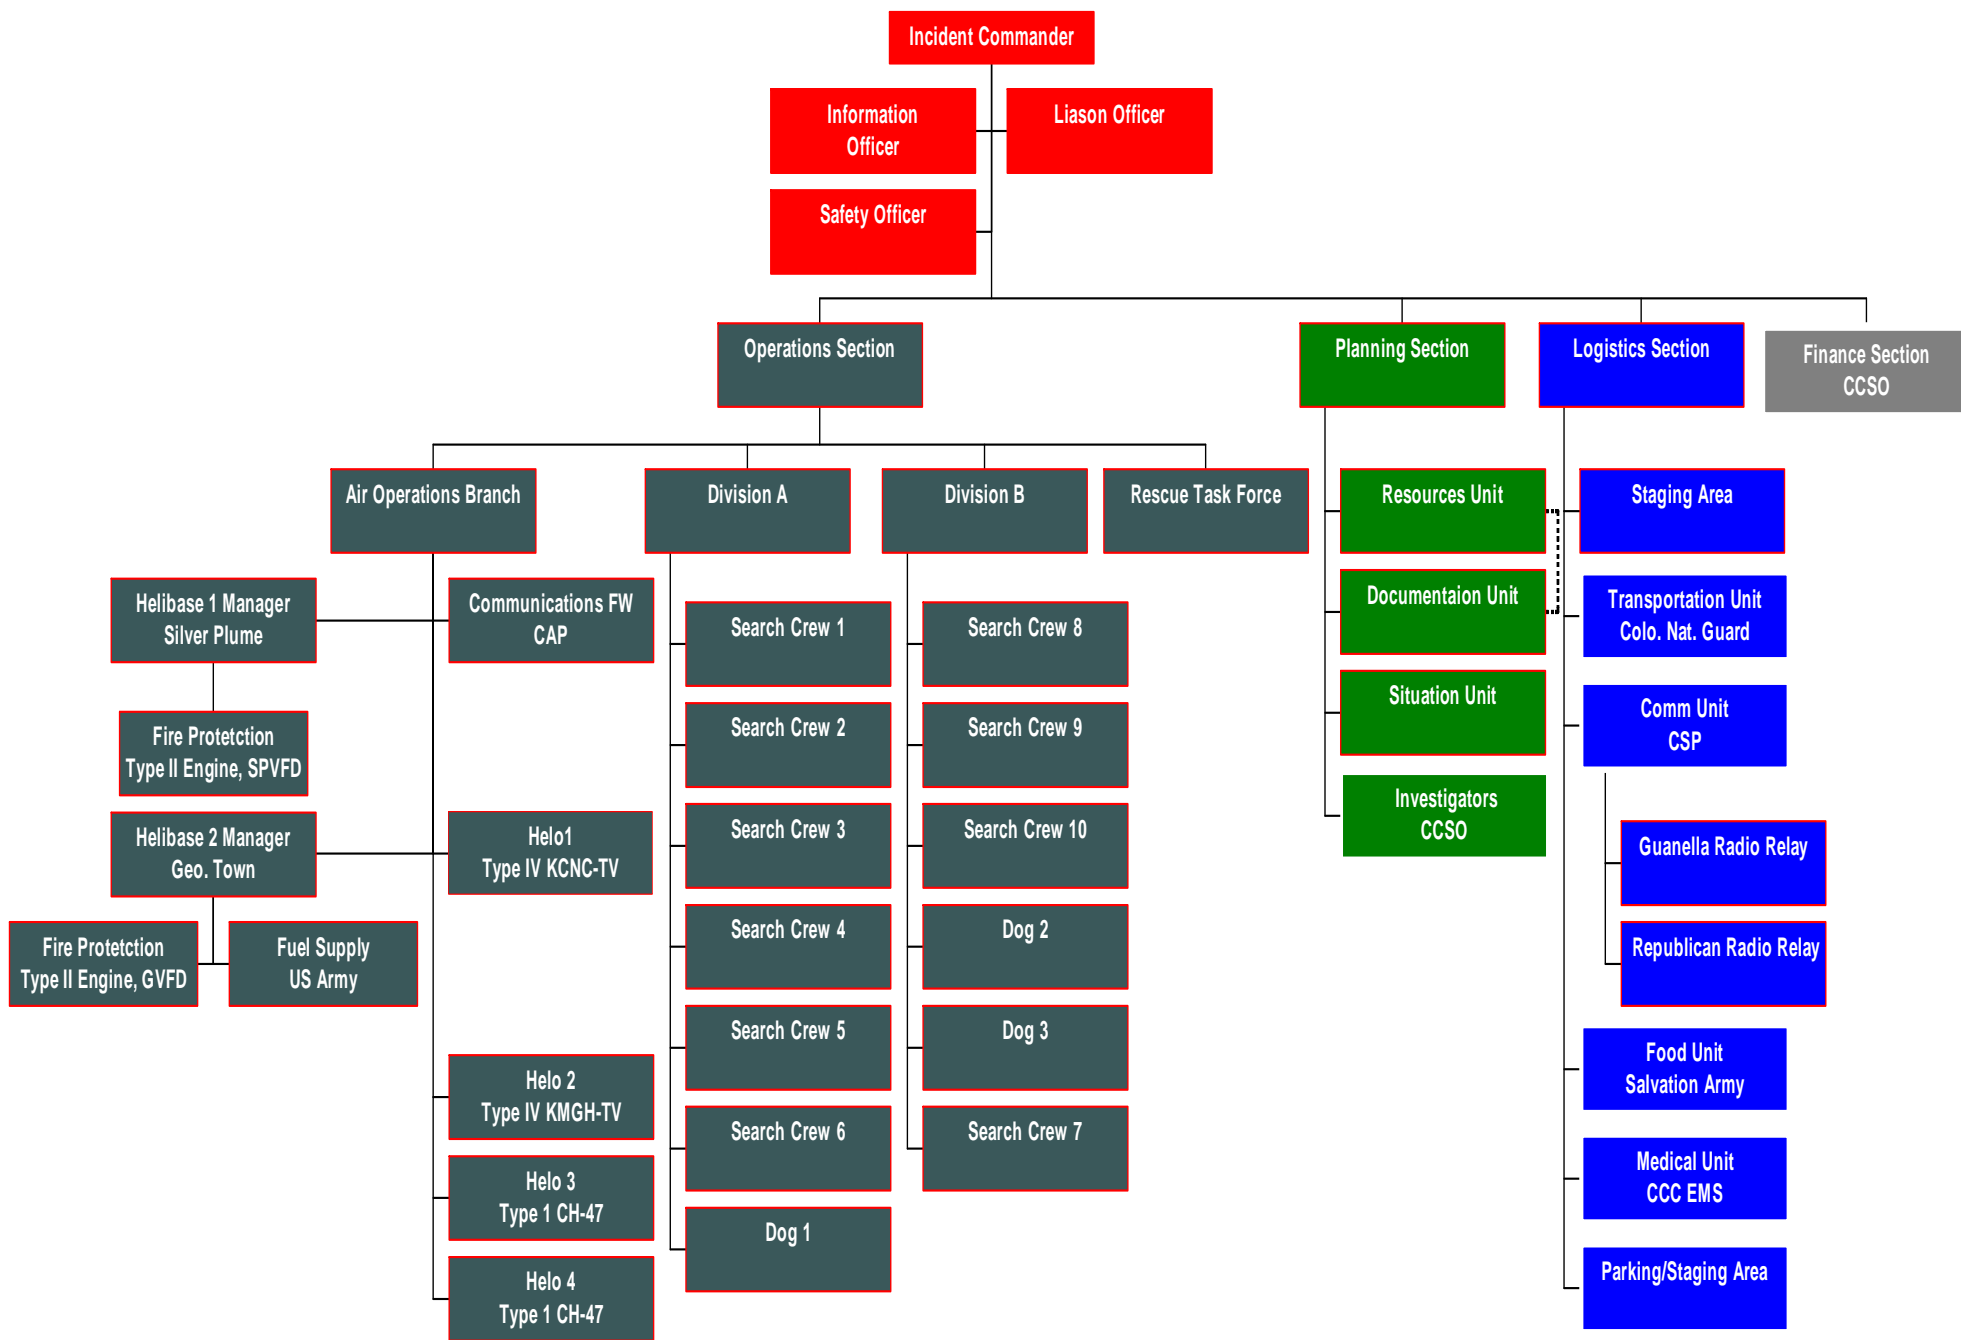 Incident Commander
Information
Officer
Liason Officer
Safety Officer
Operations Section
Planning Section
Logistics Section
Finance Section
CCSO
Air Operations Branch
Division A
Division B
Rescue Task Force
Resources Unit
Staging Area
Helibase 1 Manager
Silver Plume
Communications FW
CAP
Search Crew 1
Search Crew 8
Documentaion Unit
Transportation Unit
Colo. Nat. Guard
Fire Protetction
Type II Engine, SPVFD
Search Crew 2
Search Crew 9
Situation Unit
Comm Unit
CSP
Helibase 2 Manager
Geo. Town
Helo1
Type IV KCNC-TV
Search Crew 3
Search Crew 10
Investigators
CCSO
Guanella Radio Relay
Fire Protetction
Type II Engine, GVFD
Fuel Supply
US Army
Search Crew 4
Dog 2
Republican Radio Relay
Search Crew 5
Dog 3
Food Unit
Salvation Army
Helo 2
Type IV KMGH-TV
Search Crew 6
Search Crew 7
Medical Unit
CCC EMS
Helo 3
Type 1 CH-47
Dog 1
Parking/Staging Area
Helo 4
Type 1 CH-47